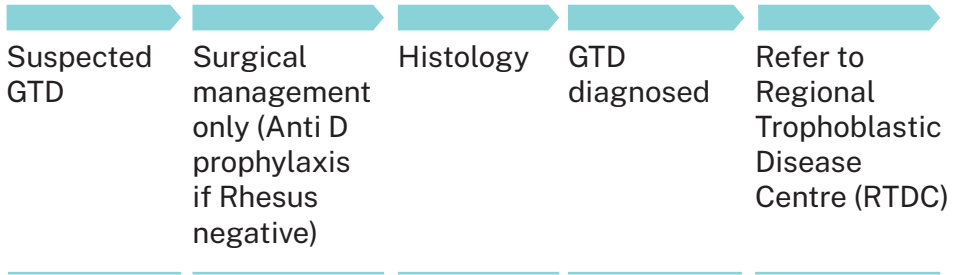 Suspected
GTD
Surgical
management
only (Anti D
prophylaxis
if Rhesus
negative)
Histology
GTD
diagnosed
Refer to
Regional
Trophoblastic
Disease
Centre (RTDC)